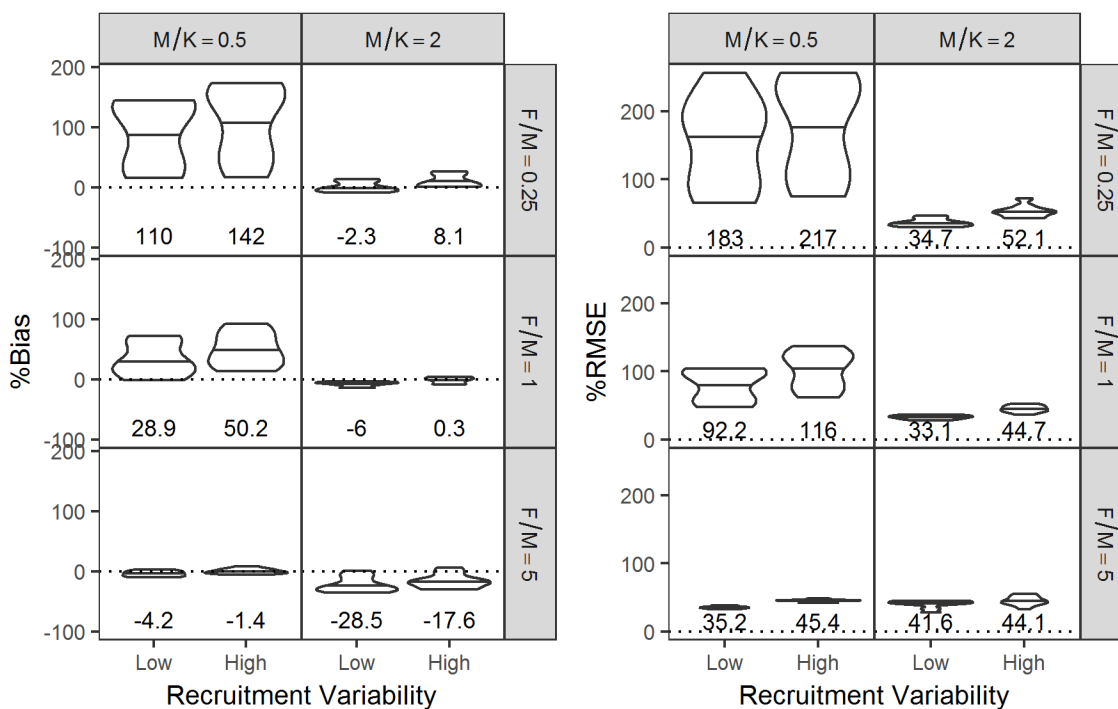 M/K = 0.5
M/K = 2
200
100
0
-100
110
142
-2.3
8.1
F/M = 0.25
200
100
0
-100
28.9
50.2
-6
0.3
F/M = 1
200
100
0
-100
-4.2
-1.4
-28.5
-17.6
F/M = 5
%Bias
Low
High
Low
High
Recruitment Variability
M/K = 0.5
M/K = 2
200
100
0
183
217
34.7
52.1
F/M = 0.25
200
100
0
92.2
116
33.1
44.7
F/M = 1
200
100
0
35.2
45.4
41.6
44.1
F/M = 5
%RMSE
Low
High
Low
High
Recruitment Variability